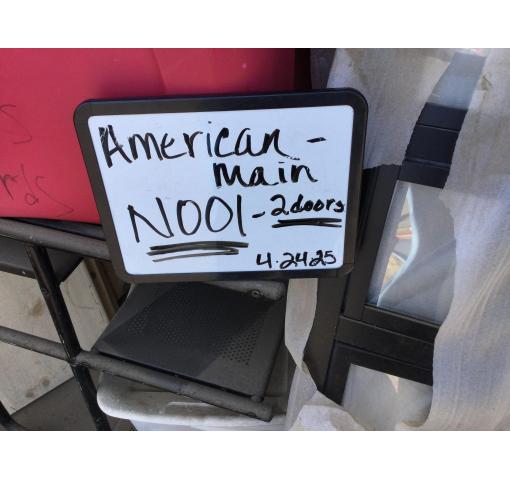 American -
Main
N001 - 2doors
4.24.25